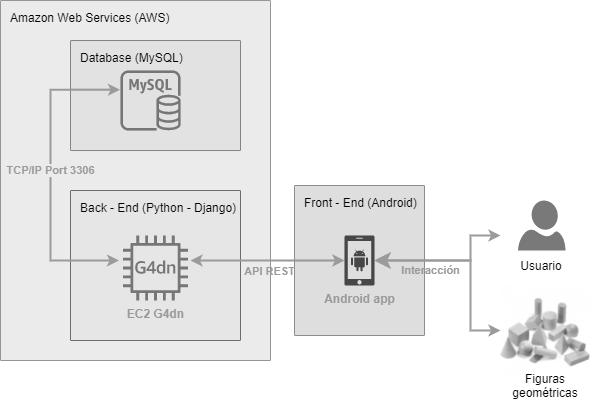 Amazon Web Services (AWS)
Database (MySQL)
MySQL
TCP/IP Port 3306
Back - End (Python - Django)
G4dn
EC2 G4dn
API REST
Front - End (Android)
Android app
Interacción
Usuario
Figuras
geométricas